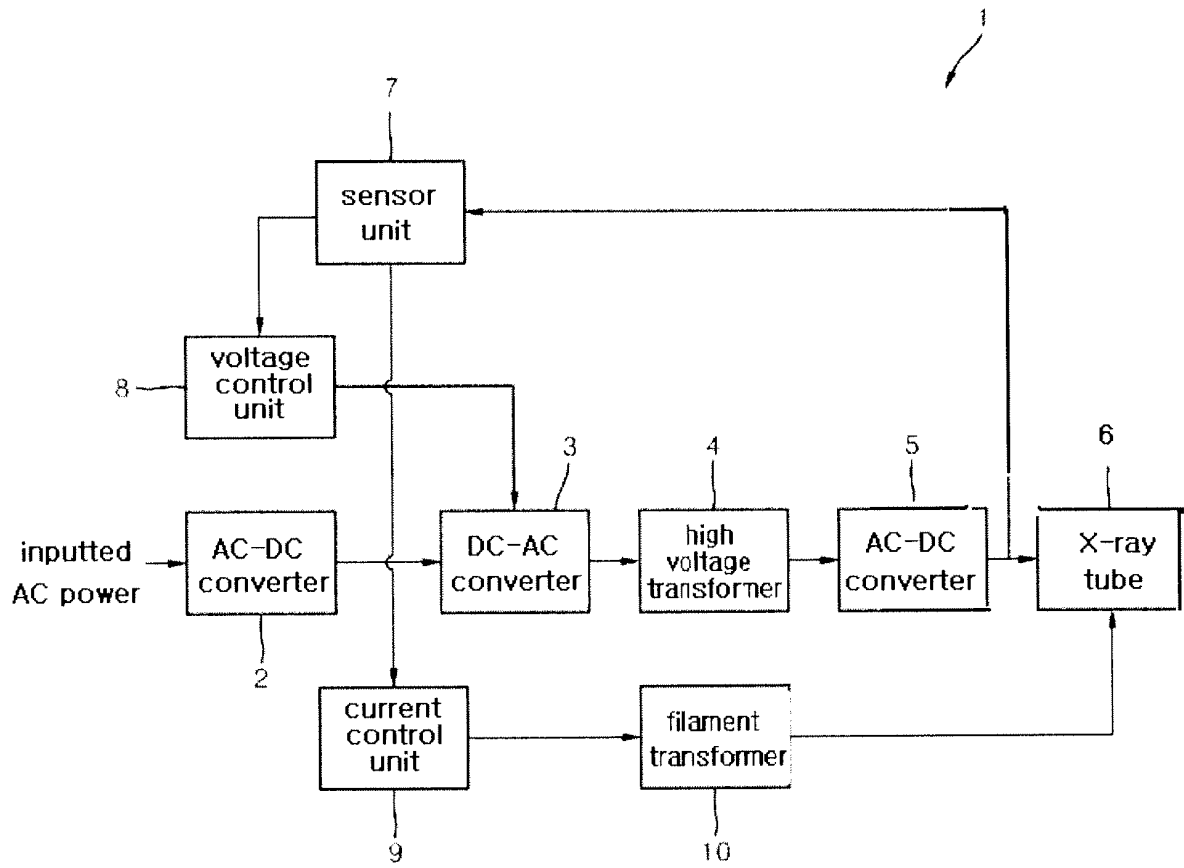 1
7
sensor
unit
voltage
control
unit
8
3
4
5
6
inputted
AC power
AC-DC
converter
DC-AC
converter
high
voltage
transformer
AC-DC
converter
X-ray
tube
2
current
control
unit
filament
transformer
9
10